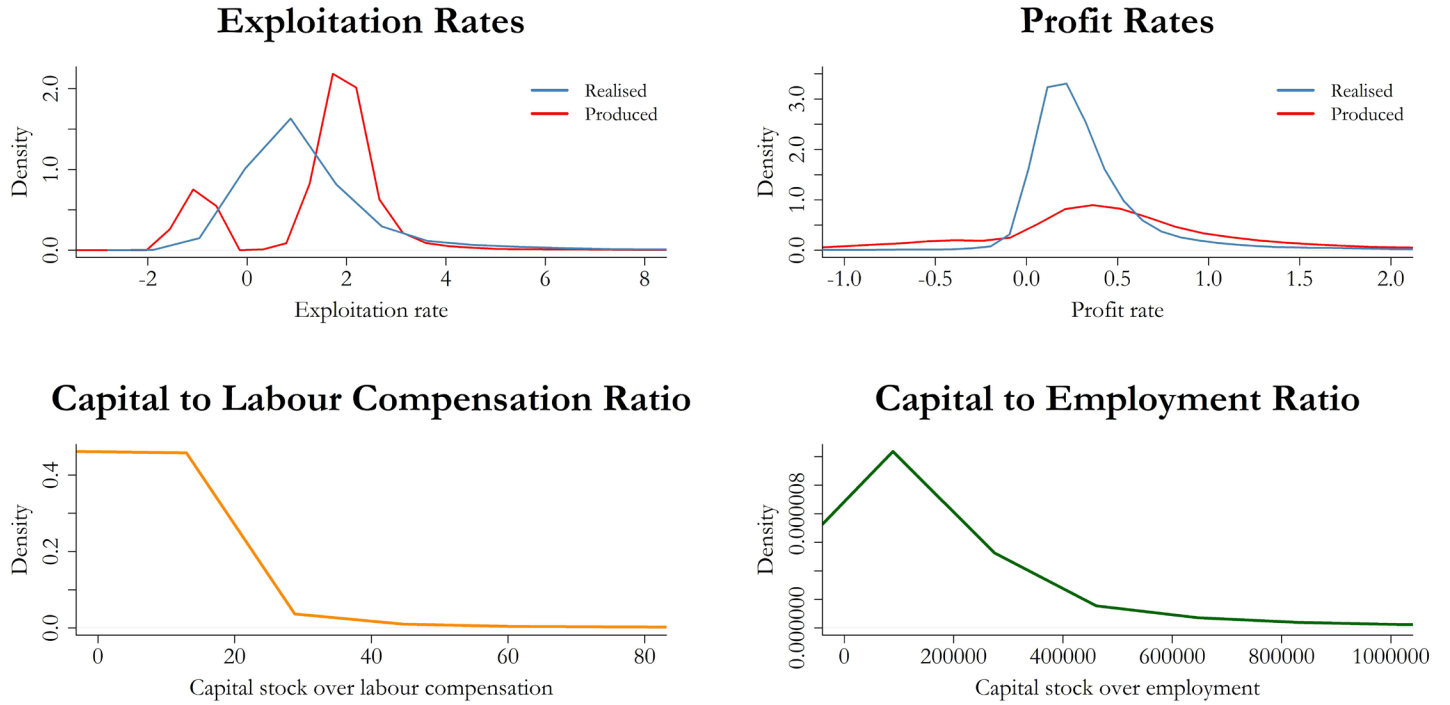 Exploitation Rates
Density
0.0 1.0 2.0
Realised
Produced
-2 0 2 4 6 8
Exploitation rate
Profit Rates
Density
0.0 1.0 2.0 3.0
Realised
Produced
-1.0 -0.5 0.0 0.5 1.0 1.5 2.0
Profit rate
Capital to Labour Compensation Ratio
Density
0.0 0.2 0.4
0 20 40 60 80
Capital stock over labour compensation
Capital to Employment Ratio
Density
0.000000 0.000008
0 200000 400000 600000 800000 1000000
Capital stock over employment